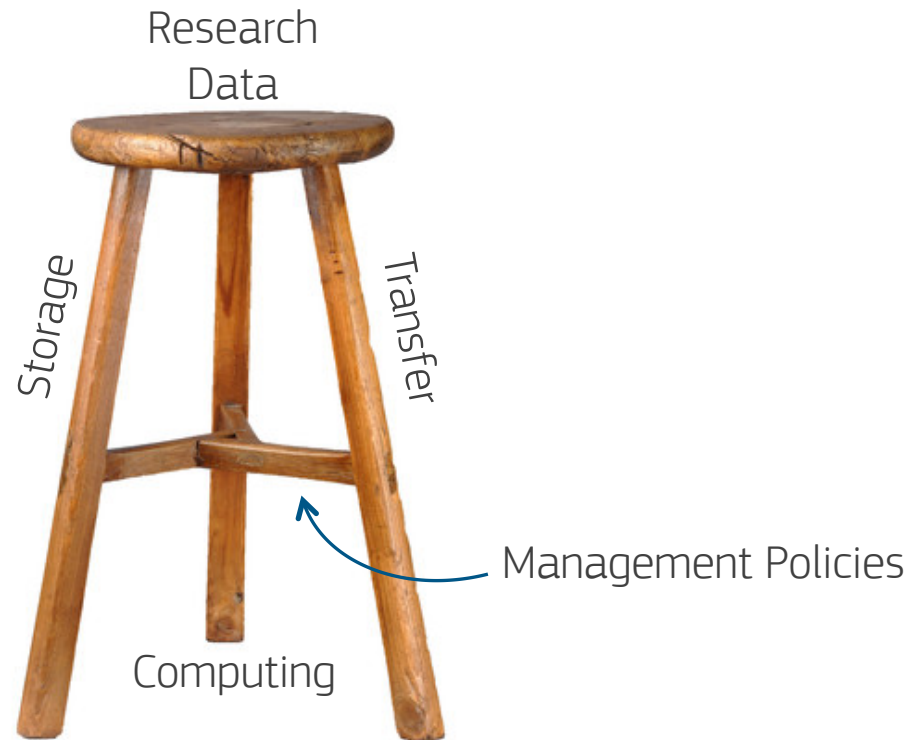 Research
Data
Storage
Transfer
Management Policies
Computing